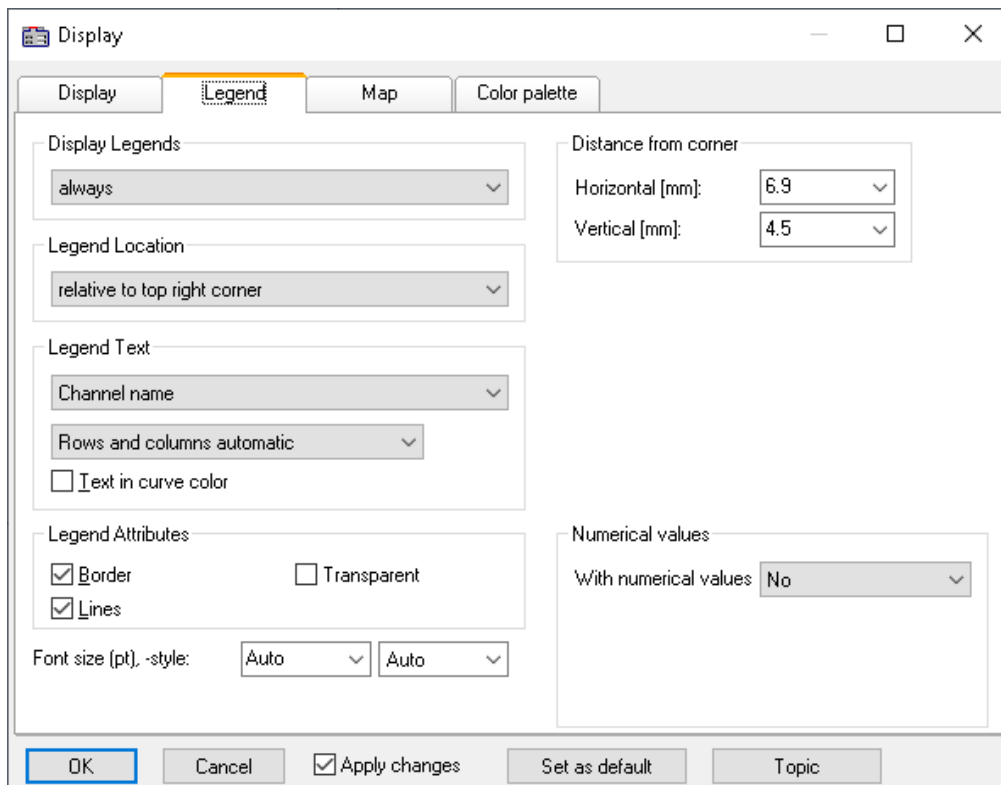 Display
Display Legend Map Color palette
Display Legends
always
Legend Location
relative to top right corner
Legend Text
Channel name
Rows and columns automatic
Text in curve color
Legend Attributes
Border Transparent
Lines
Font size (pt), -style: Auto Auto
Distance from corner
Horizontal [mm]: 6.9
Vertical [mm]: 4.5
Numerical values
With numerical values No
OK Cancel Apply changes Set as default Topic